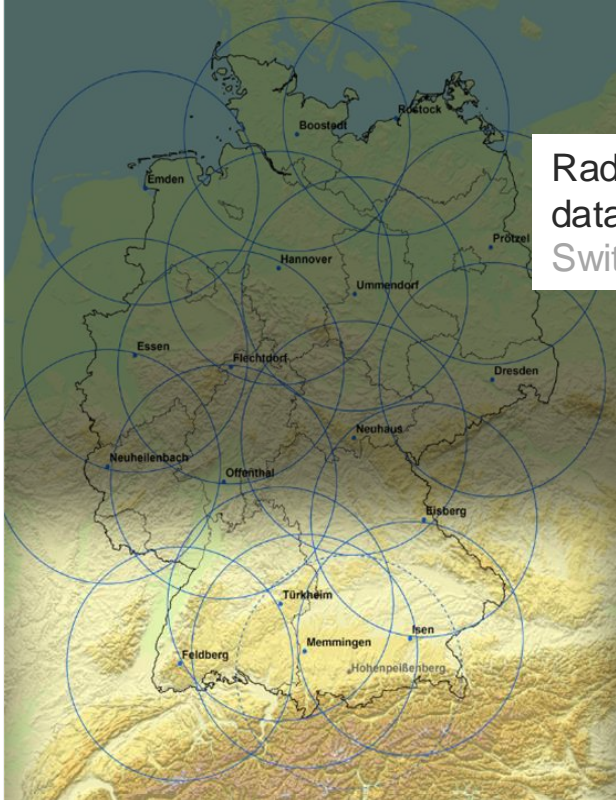 Rostock
Boostedt
Emden
Prötzel
Hannover
Ummendorf
Essen
Flechtdorf
Dresden
Neuhaus
Neuheilenbach
Offenthal
Eisberg
Türkheim
Isen
Memmingen
Feldberg
Hohenpeißenberg
Rad
data
Swit